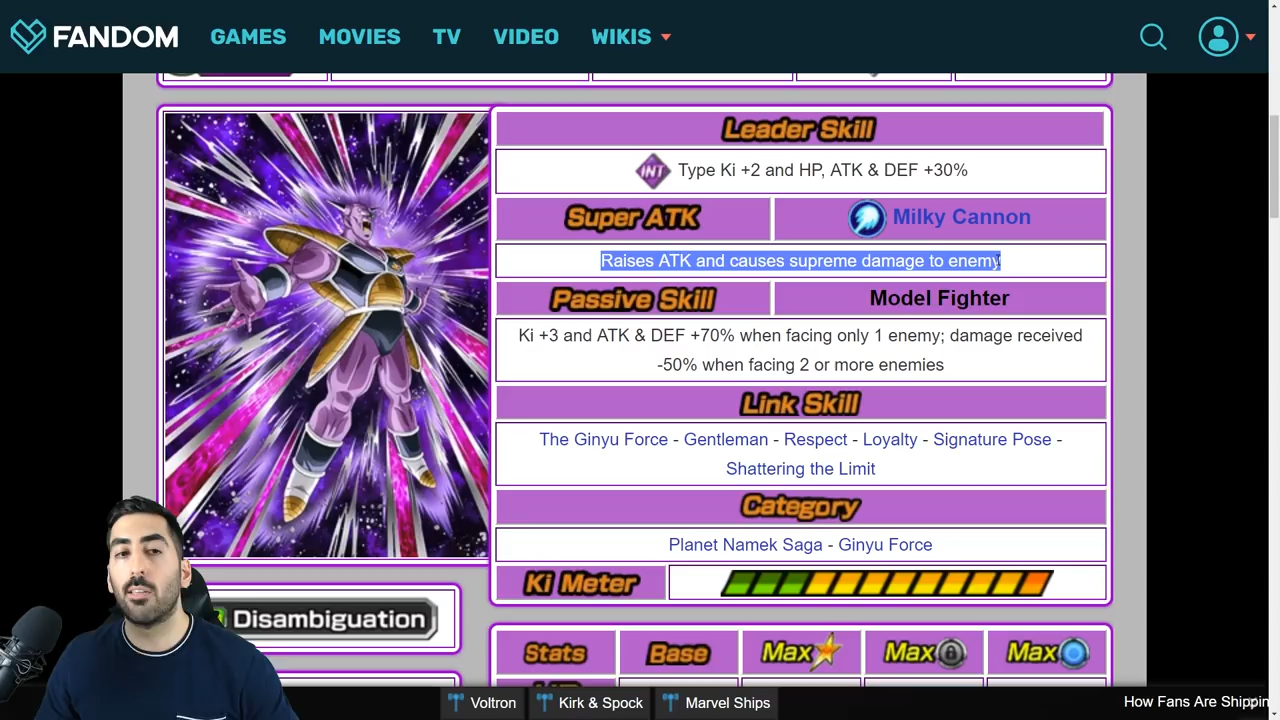 FANDOM GAMES MOVIES TV VIDEO WIKIS
Leader Skill
INT Type Ki +2 and HP, ATK & DEF +30%
Super ATK Milky Cannon
Raises ATK and causes supreme damage to enemy
Passive Skill Model Fighter
Ki +3 and ATK & DEF +70% when facing only 1 enemy; damage received
-50% when facing 2 or more enemies
Link Skill
The Ginyu Force - Gentleman - Respect - Loyalty - Signature Pose -
Shattering the Limit
Category
Planet Namek Saga - Ginyu Force
Ki Meter
Disambiguation
Stats Base Max Max Max
Voltron Kirk & Spock Marvel Ships How Fans Are Shippin